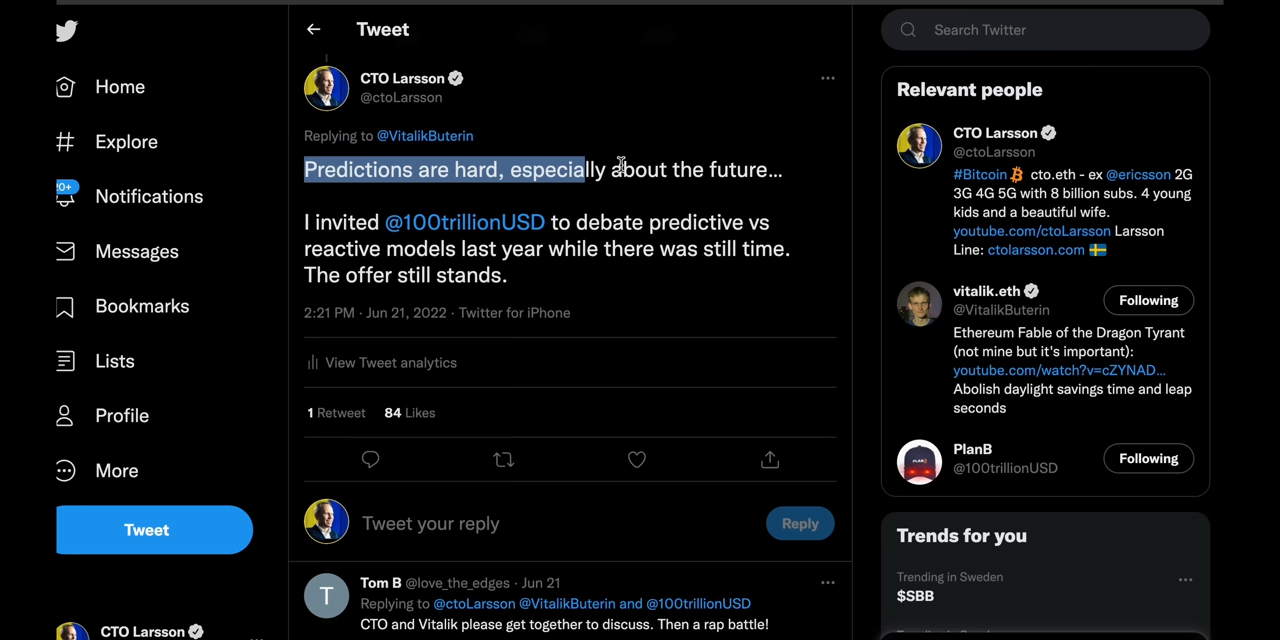 Home
Explore
20+
Notifications
Messages
Bookmarks
Lists
Profile
More
Tweet
CTO Larsson
Tweet
CTO Larsson
@ctoLarsson
Replying to @VitalikButerin
Predictions are hard, especially about the future...
I invited @100trillionUSD to debate predictive vs
reactive models last year while there was still time.
The offer still stands.
2:21 PM · Jun 21, 2022 · Twitter for iPhone
View Tweet analytics
1 Retweet 84 Likes
Tweet your reply
Reply
T
Tom B @love_the_edges · Jun 21
Replying to @ctoLarsson @VitalikButerin and @100trillionUSD
CTO and Vitalik please get together to discuss. Then a rap battle!
Search Twitter
Relevant people
CTO Larsson
@ctoLarsson
#Bitcoin cto.eth - ex @ericsson 2G
3G 4G 5G with 8 billion subs. 4 young
kids and a beautiful wife.
youtube.com/ctoLarsson Larsson
Line: ctolarsson.com
vitalik.eth
@VitalikButerin
Following
Ethereum Fable of the Dragon Tyrant
(not mine but it's important):
youtube.com/watch?v=cZYNAD...
Abolish daylight savings time and leap
seconds
PlanB
@100trillionUSD
Following
Trends for you
Trending in Sweden
$SBB